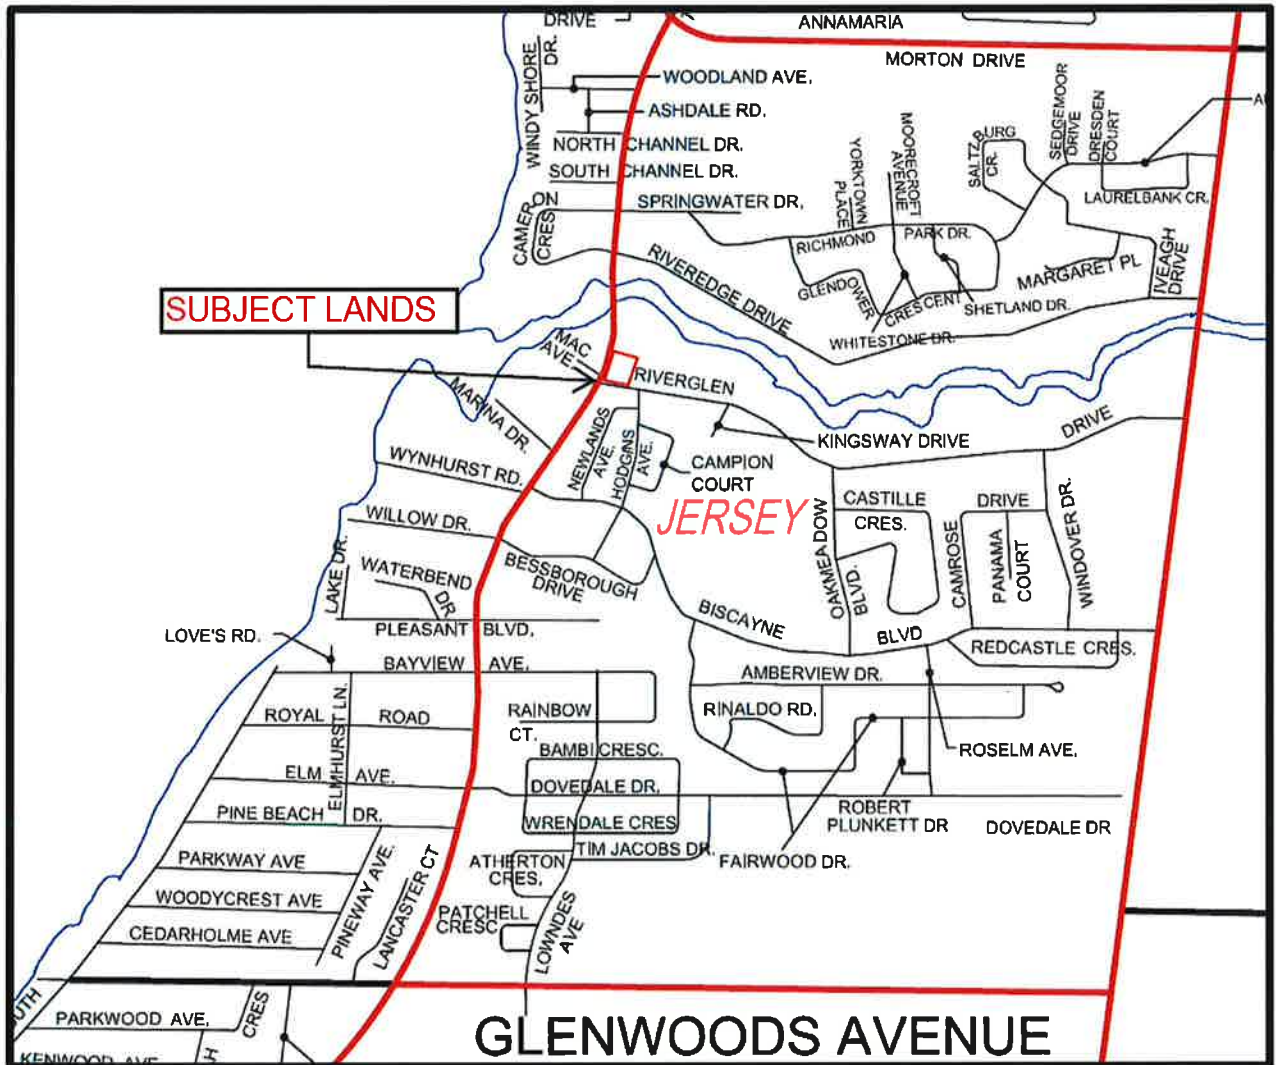 DRIVE
ANNAMARIA
MORTON DRIVE
WINDY SHORE
DR.
WOODLAND AVE.
ASHDALE RD.
NORTH CHANNEL DR.
SOUTH CHANNEL DR.
SPRINGWATER DR.
CAMERON
CRES
RIVEREDGE DRIVE
YORKTOWN
PLACE
MOORECROFT
AVENUE
SALTZBURG
CR.
SEDGEMOOR
DRIVE
DRESDEN
COURT
LAURELBANK CR.
RICHMOND PARK DR.
GLENDOWER
CRESCENT
MARGARET PL
IVEAGH
DRIVE
SHETLAND DR.
WHITESTONE DR.
SUBJECT LANDS
MAC
AVE.
RIVERGLEN
DRIVE
MARINA DR.
NEWLANDS
AVE.
HODGINS
AVE.
KINGSWAY DRIVE
CAMPION
COURT
WYNHURST RD.
JERSEY
OAKMEADOW
BLVD.
CASTILLE
CRES.
CAMROSE
DRIVE
PANAMA
COURT
WINDOVER DR.
WILLOW DR.
BESSBOROUGH
DRIVE
LAKE DR.
WATERBEND
DR
BISCAYNE
BLVD
PLEASANT BLVD.
LOVE'S RD.
REDCASTLE CRES.
BAYVIEW AVE.
AMBERVIEW DR.
ELMHURST LN.
ROYAL ROAD
RAINBOW
CT.
RINALDO RD.
BAMBI CRESC.
ROSELM AVE.
ELM AVE.
DOVEDALE DR.
PINE BEACH DR.
WRENDALE CRES
ROBERT
PLUNKETT DR
DOVEDALE DR
TIM JACOBS DR.
FAIRWOOD DR.
PARKWAY AVE
ATHERTON
CRES.
WOODYCREST AVE
PINEWAY AVE.
LANCASTER CT
PATCHELL
CRESC
LOWNDES
AVE
CEDARHOLME AVE
PARKWOOD AVE.
CRES
GLENWOODS AVENUE
KENWOOD AVE